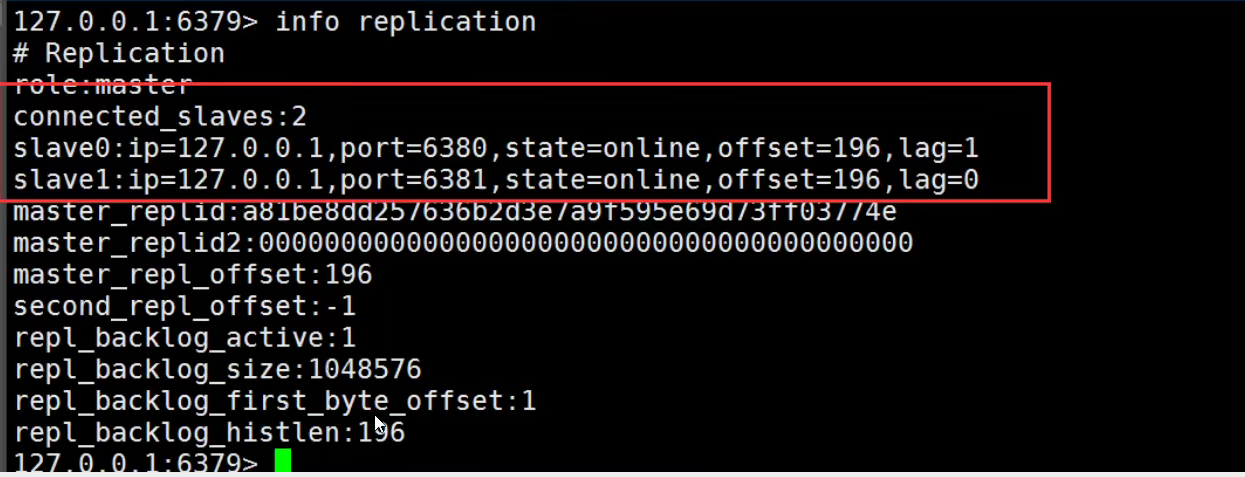 127.0.0.1:6379> info replication
# Replication
role:master
connected_slaves:2
slave0:ip=127.0.0.1,port=6380,state=online,offset=196,lag=1
slave1:ip=127.0.0.1,port=6381,state=online,offset=196,lag=0
master_replid:a81be8dd257636b2d3e7a9f595e69d73ff03774e
master_replid2:0000000000000000000000000000000000000000
master_repl_offset:196
second_repl_offset:-1
repl_backlog_active:1
repl_backlog_size:1048576
repl_backlog_first_byte_offset:1
repl_backlog_histlen:196
127.0.0.1:6379>